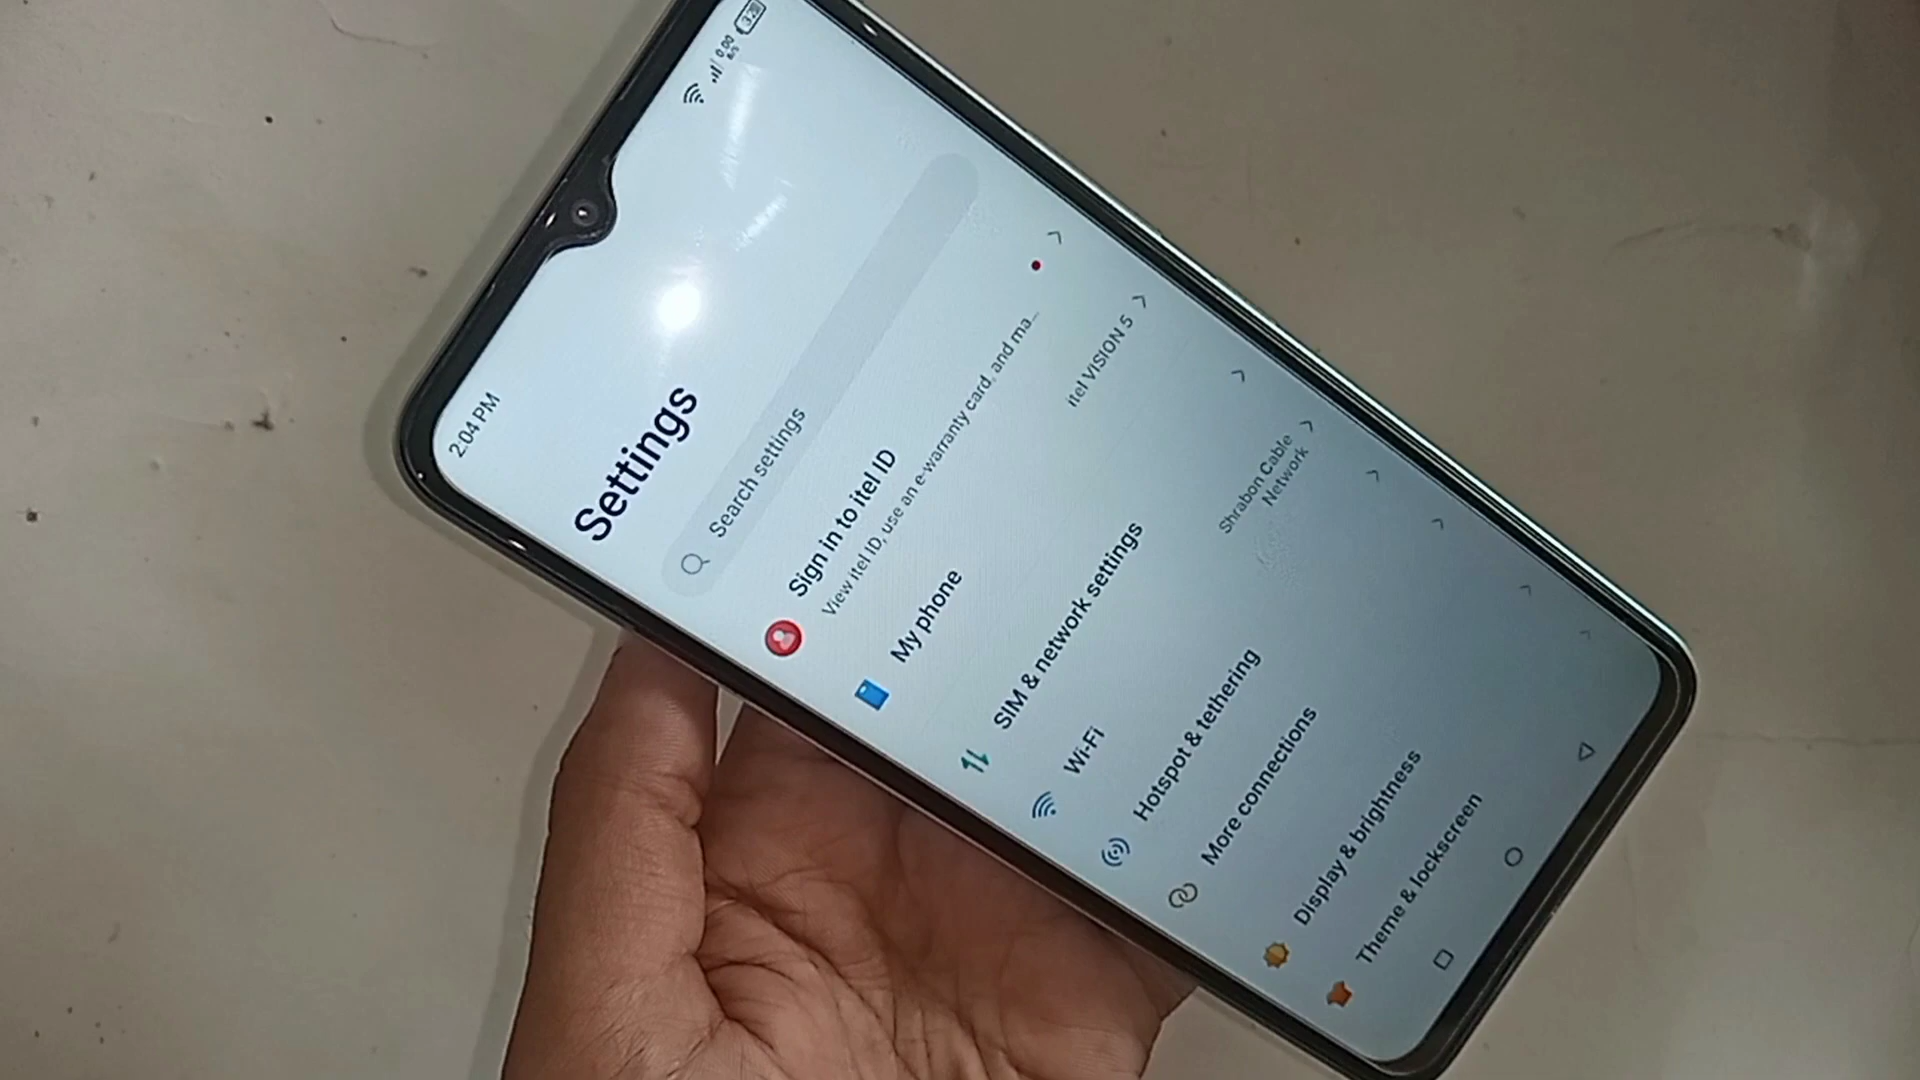 2:04 PM
0.00
Settings
Search settings
Sign in to itel ID
View itel ID, use an e-warranty card, and ma...
My phone
itel VISION 5
SIM & network settings
Wi-Fi
Shrabon Cable
Network
Hotspot & tethering
More connections
Display & brightness
Theme & lockscreen